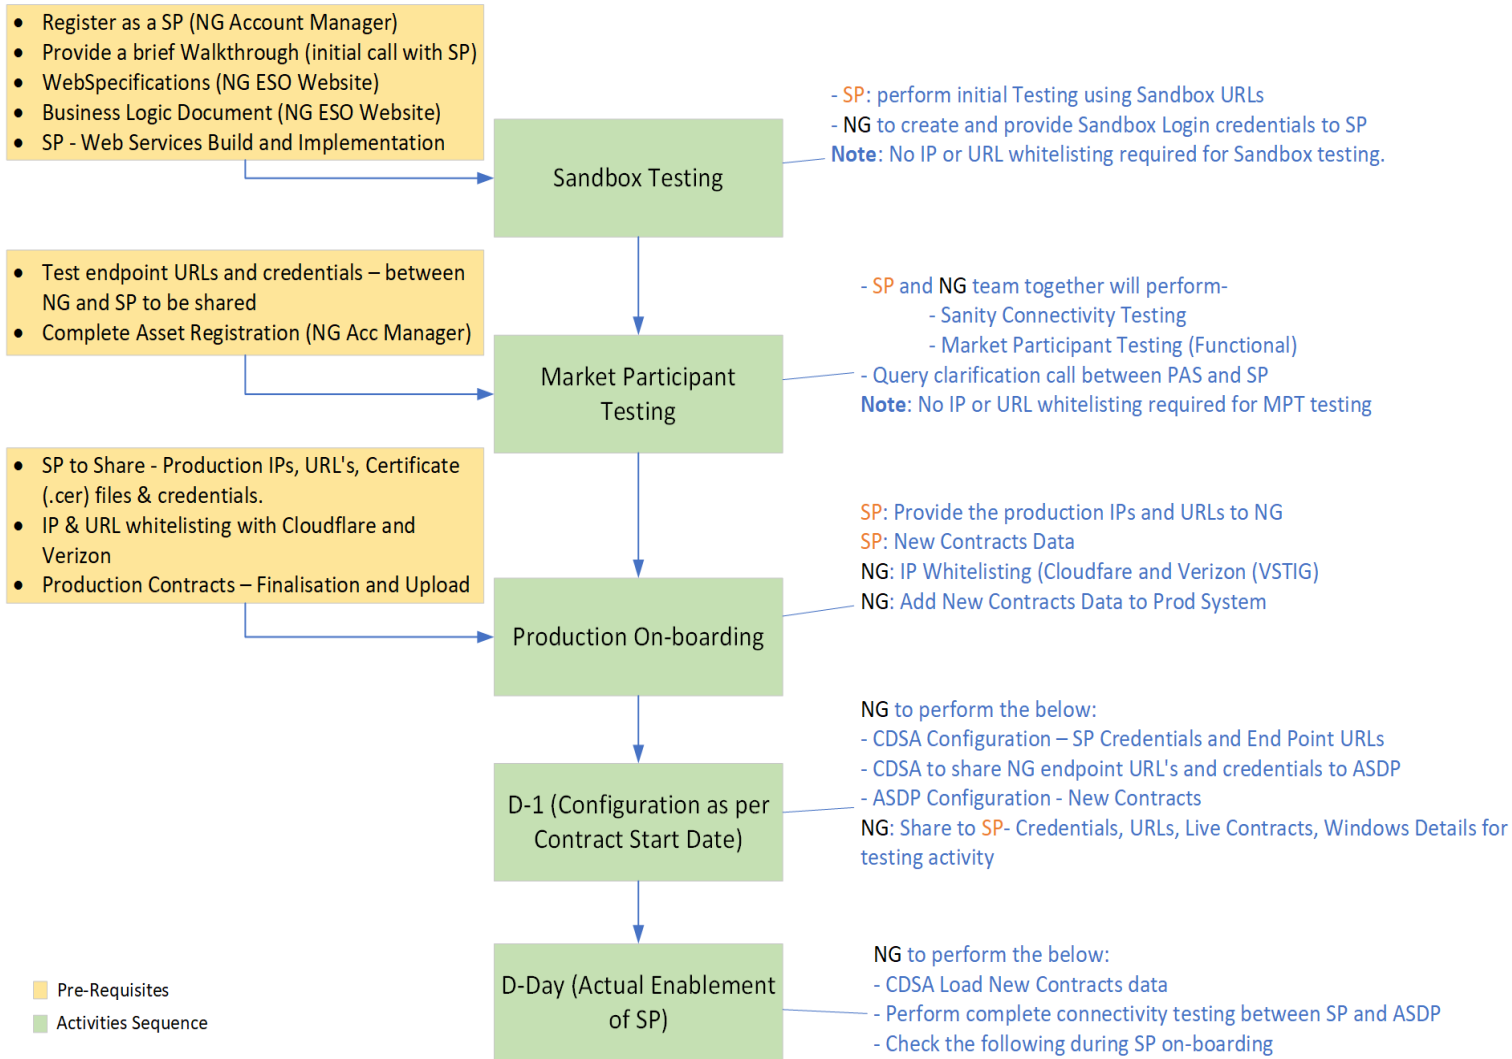 • Register as a SP (NG Account Manager)
• Provide a brief Walkthrough (initial call with SP)
• WebSpecifications (NG ESO Website)
• Business Logic Document (NG ESO Website)
• SP - Web Services Build and Implementation
Sandbox Testing
- SP: perform initial Testing using Sandbox URLs
- NG to create and provide Sandbox Login credentials to SP
Note: No IP or URL whitelisting required for Sandbox testing.
• Test endpoint URLs and credentials – between
NG and SP to be shared
• Complete Asset Registration (NG Acc Manager)
Market Participant
Testing
- SP and NG team together will perform-
- Sanity Connectivity Testing
- Market Participant Testing (Functional)
- Query clarification call between PAS and SP
Note: No IP or URL whitelisting required for MPT testing
• SP to Share - Production IPs, URL's, Certificate
(.cer) files & credentials.
• IP & URL whitelisting with Cloudflare and
Verizon
• Production Contracts – Finalisation and Upload
Production On-boarding
SP: Provide the production IPs and URLs to NG
SP: New Contracts Data
NG: IP Whitelisting (Cloudfare and Verizon (VSTIG)
NG: Add New Contracts Data to Prod System
D-1 (Configuration as per
Contract Start Date)
NG to perform the below:
- CDSA Configuration – SP Credentials and End Point URLs
- CDSA to share NG endpoint URL's and credentials to ASDP
- ASDP Configuration - New Contracts
NG: Share to SP- Credentials, URLs, Live Contracts, Windows Details for
testing activity
D-Day (Actual Enablement
of SP)
NG to perform the below:
- CDSA Load New Contracts data
- Perform complete connectivity testing between SP and ASDP
- Check the following during SP on-boarding
Pre-Requisites
Activities Sequence